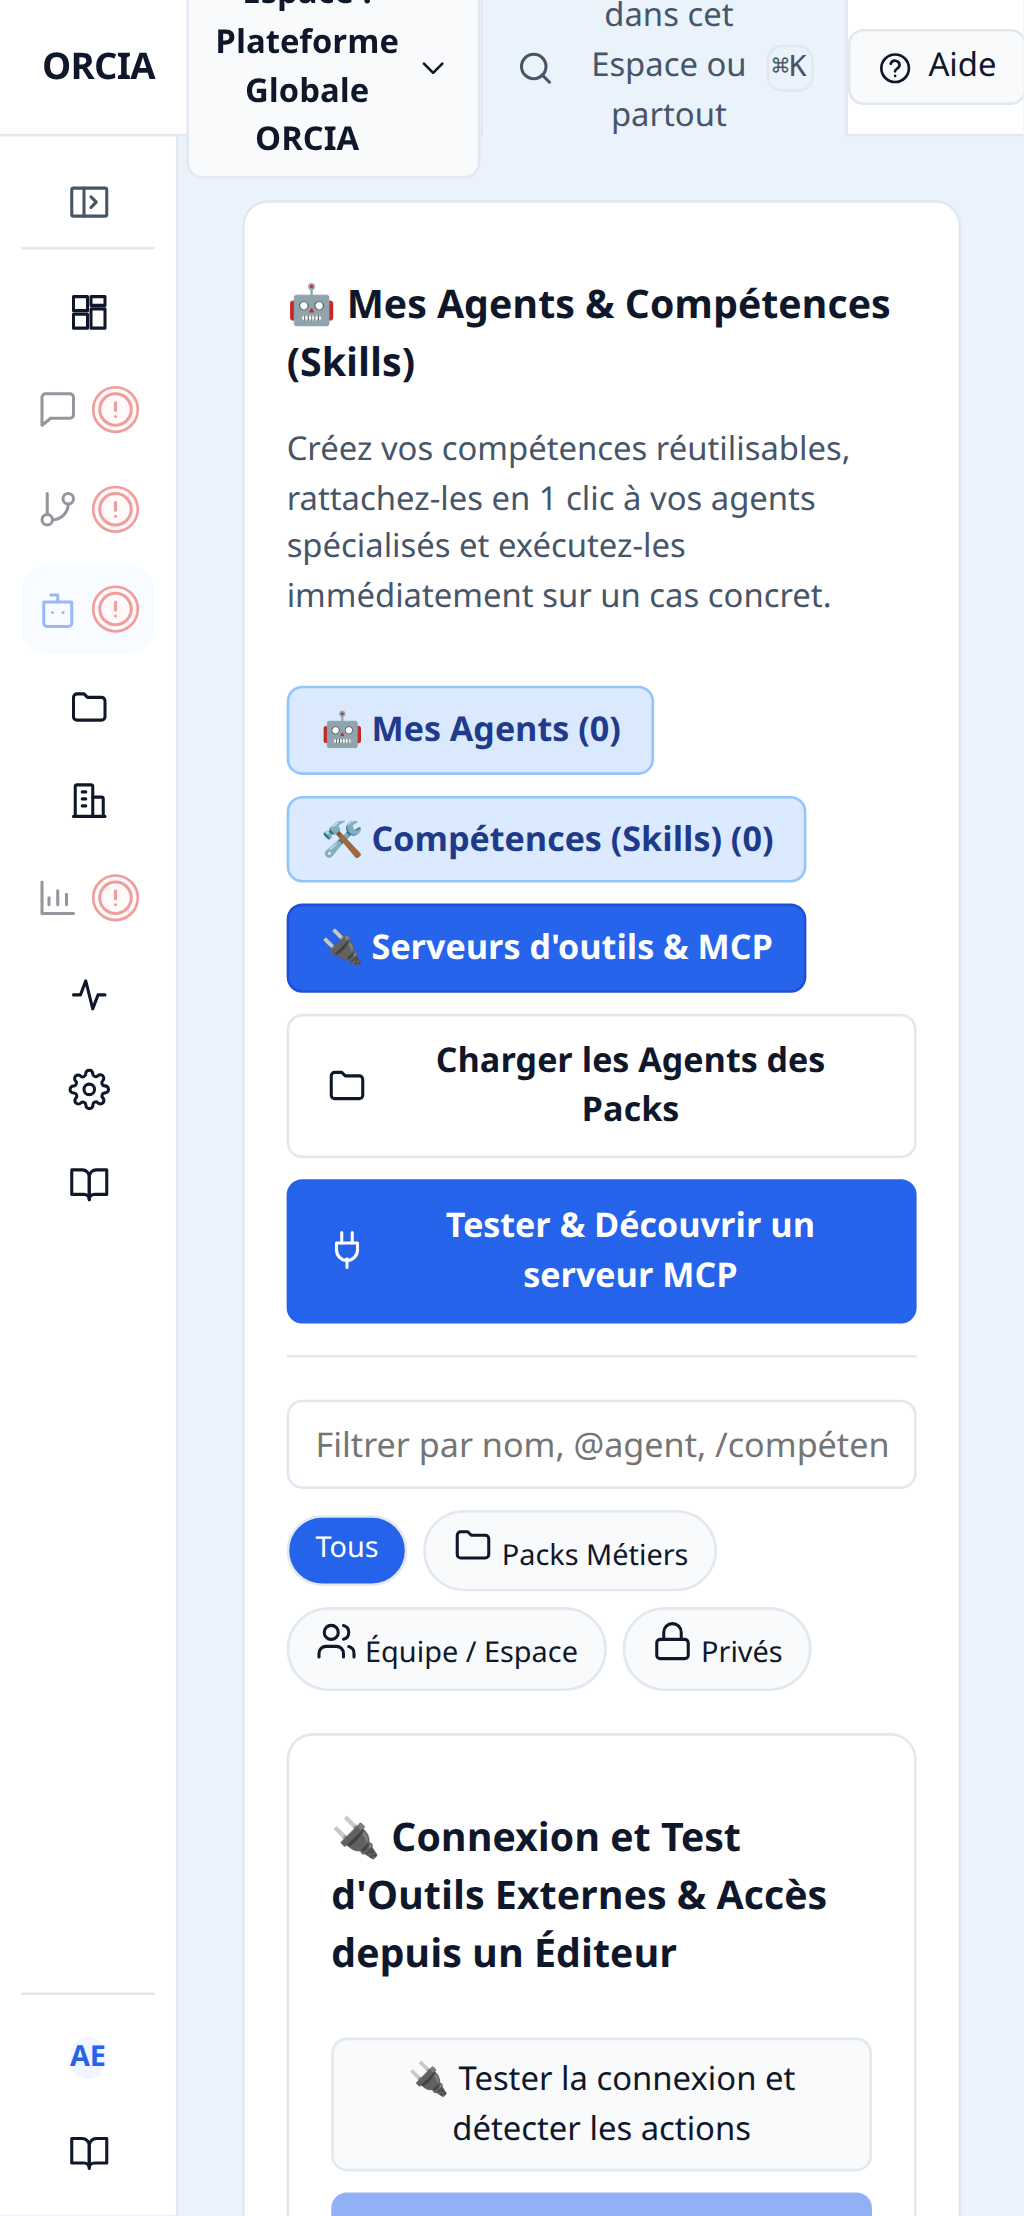 ORCIA
Espace :
Plateforme
Globale
ORCIA
dans cet
Espace ou
partout
⌘K
Aide
🤖 Mes Agents & Compétences
(Skills)
Créez vos compétences réutilisables,
rattachez-les en 1 clic à vos agents
spécialisés et exécutez-les
immédiatement sur un cas concret.
🤖 Mes Agents (0)
🛠️ Compétences (Skills) (0)
🔌 Serveurs d'outils & MCP
Charger les Agents des
Packs
Tester & Découvrir un
serveur MCP
Filtrer par nom, @agent, /compéten
Tous
Packs Métiers
Équipe / Espace
Privés
🔌 Connexion et Test
d'Outils Externes & Accès
depuis un Éditeur
🔌 Tester la connexion et
détecter les actions
AE